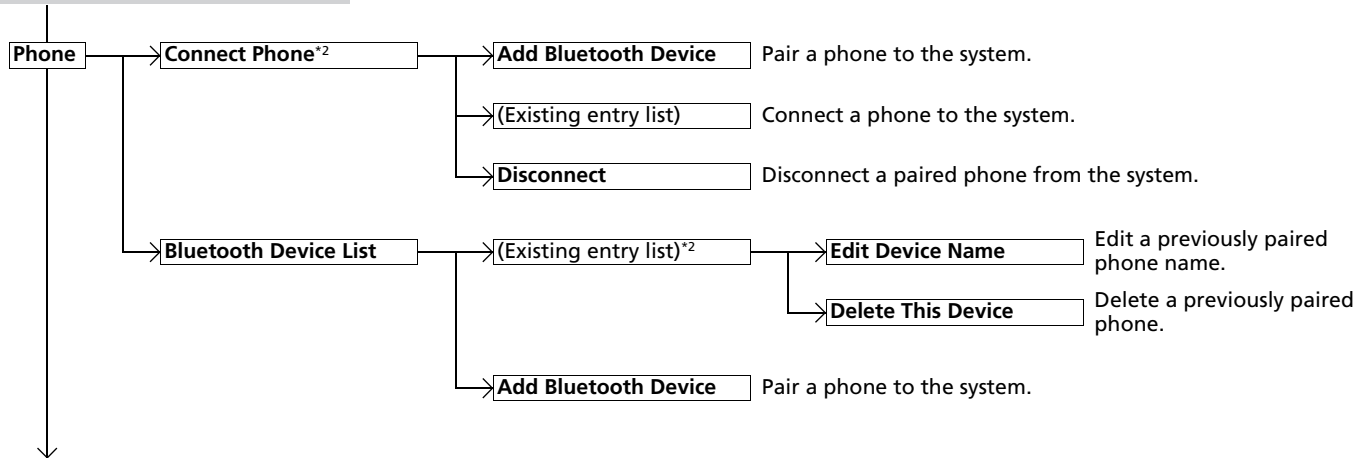 Phone
Connect Phone*2
Add Bluetooth Device
Pair a phone to the system.
(Existing entry list)
Connect a phone to the system.
Disconnect
Disconnect a paired phone from the system.
Bluetooth Device List
(Existing entry list)*2
Edit Device Name
Edit a previously paired
phone name.
Delete This Device
Delete a previously paired
phone.
Add Bluetooth Device
Pair a phone to the system.